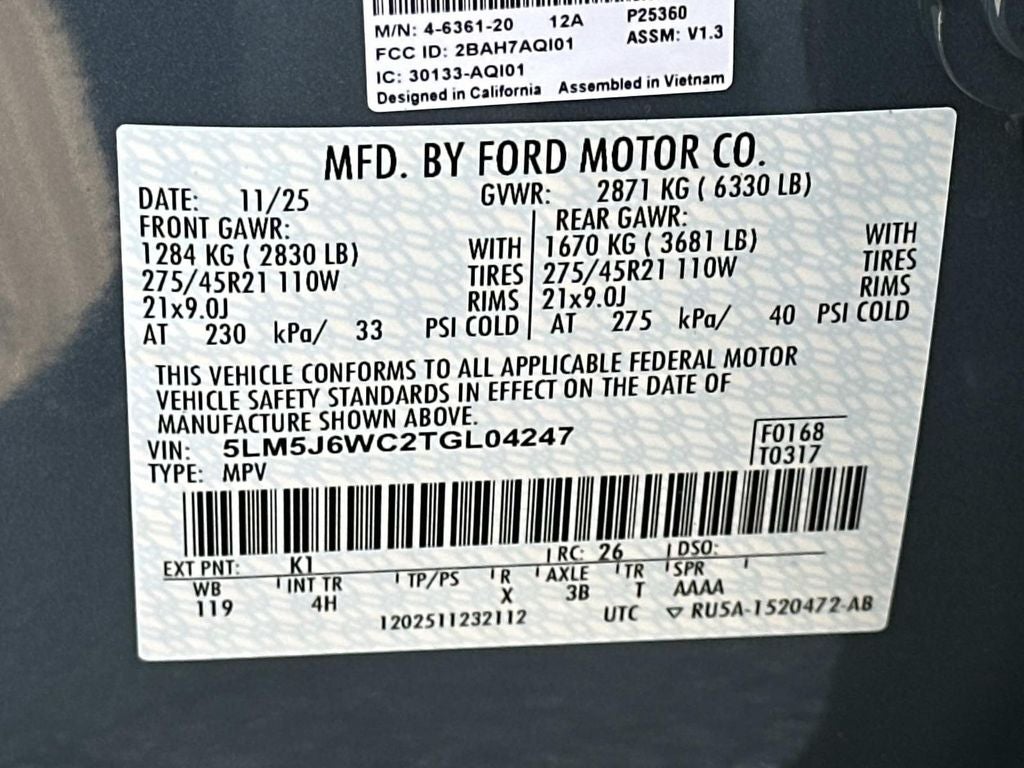 M/N: 4-6361-20 12A P25360
FCC ID: 2BAH7AQI01 ASSM: V1.3
IC: 30133-AQI01
Designed in California Assembled in Vietnam
MFD. BY FORD MOTOR CO.
DATE: 11/25 GVWR: 2871 KG ( 6330 LB)
FRONT GAWR: REAR GAWR:
1284 KG ( 2830 LB) WITH 1670 KG ( 3681 LB) WITH
275/45R21 110W TIRES 275/45R21 110W TIRES
21x9.0J RIMS 21x9.0J RIMS
AT 230 kPa/ 33 PSI COLD AT 275 kPa/ 40 PSI COLD
THIS VEHICLE CONFORMS TO ALL APPLICABLE FEDERAL MOTOR
VEHICLE SAFETY STANDARDS IN EFFECT ON THE DATE OF
MANUFACTURE SHOWN ABOVE.
VIN: 5LM5J6WC2TGL04247 F0168
TYPE: MPV T0317
EXT PNT: K1 RC: 26 DSO:
WB INT TR TP/PS R AXLE TR SPR
119 4H X 3B T AAAA
1202511232112 UTC ▽ RU5A-1520472-AB